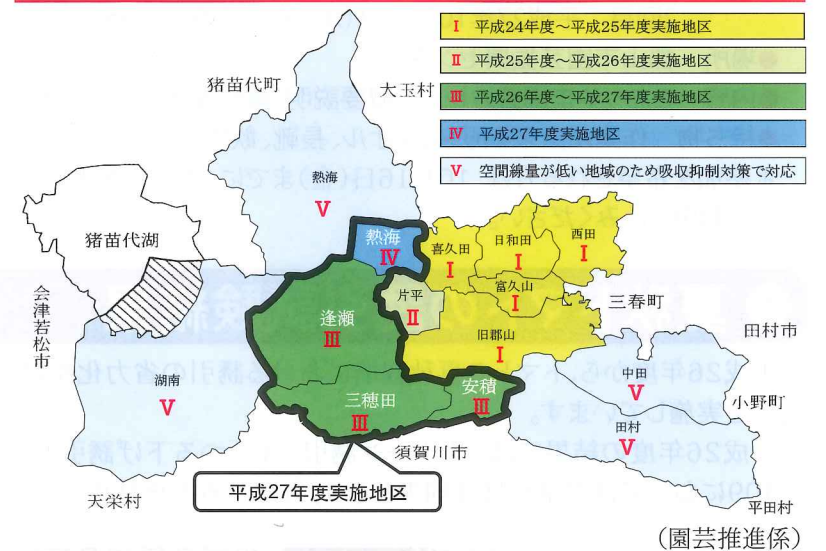 Ⅰ 平成24年度～平成25年度実施地区
Ⅱ 平成25年度～平成26年度実施地区
Ⅲ 平成26年度～平成27年度実施地区
Ⅳ 平成27年度実施地区
Ⅴ 空間線量が低い地域のため吸収抑制対策で対応
猪苗代町
大玉村
熱海
Ⅴ
猪苗代湖
熱海
Ⅳ
喜久田
Ⅰ
日和田
Ⅰ
西田
Ⅰ
富久山
Ⅰ
片平
Ⅱ
三春町
会津若松市
逢瀬
Ⅲ
旧郡山
Ⅰ
田村市
湖南
Ⅴ
中田
Ⅴ
三穂田
Ⅲ
安積
Ⅲ
小野町
田村
Ⅴ
須賀川市
天栄村
平成27年度実施地区
平田村
(園芸推進係)